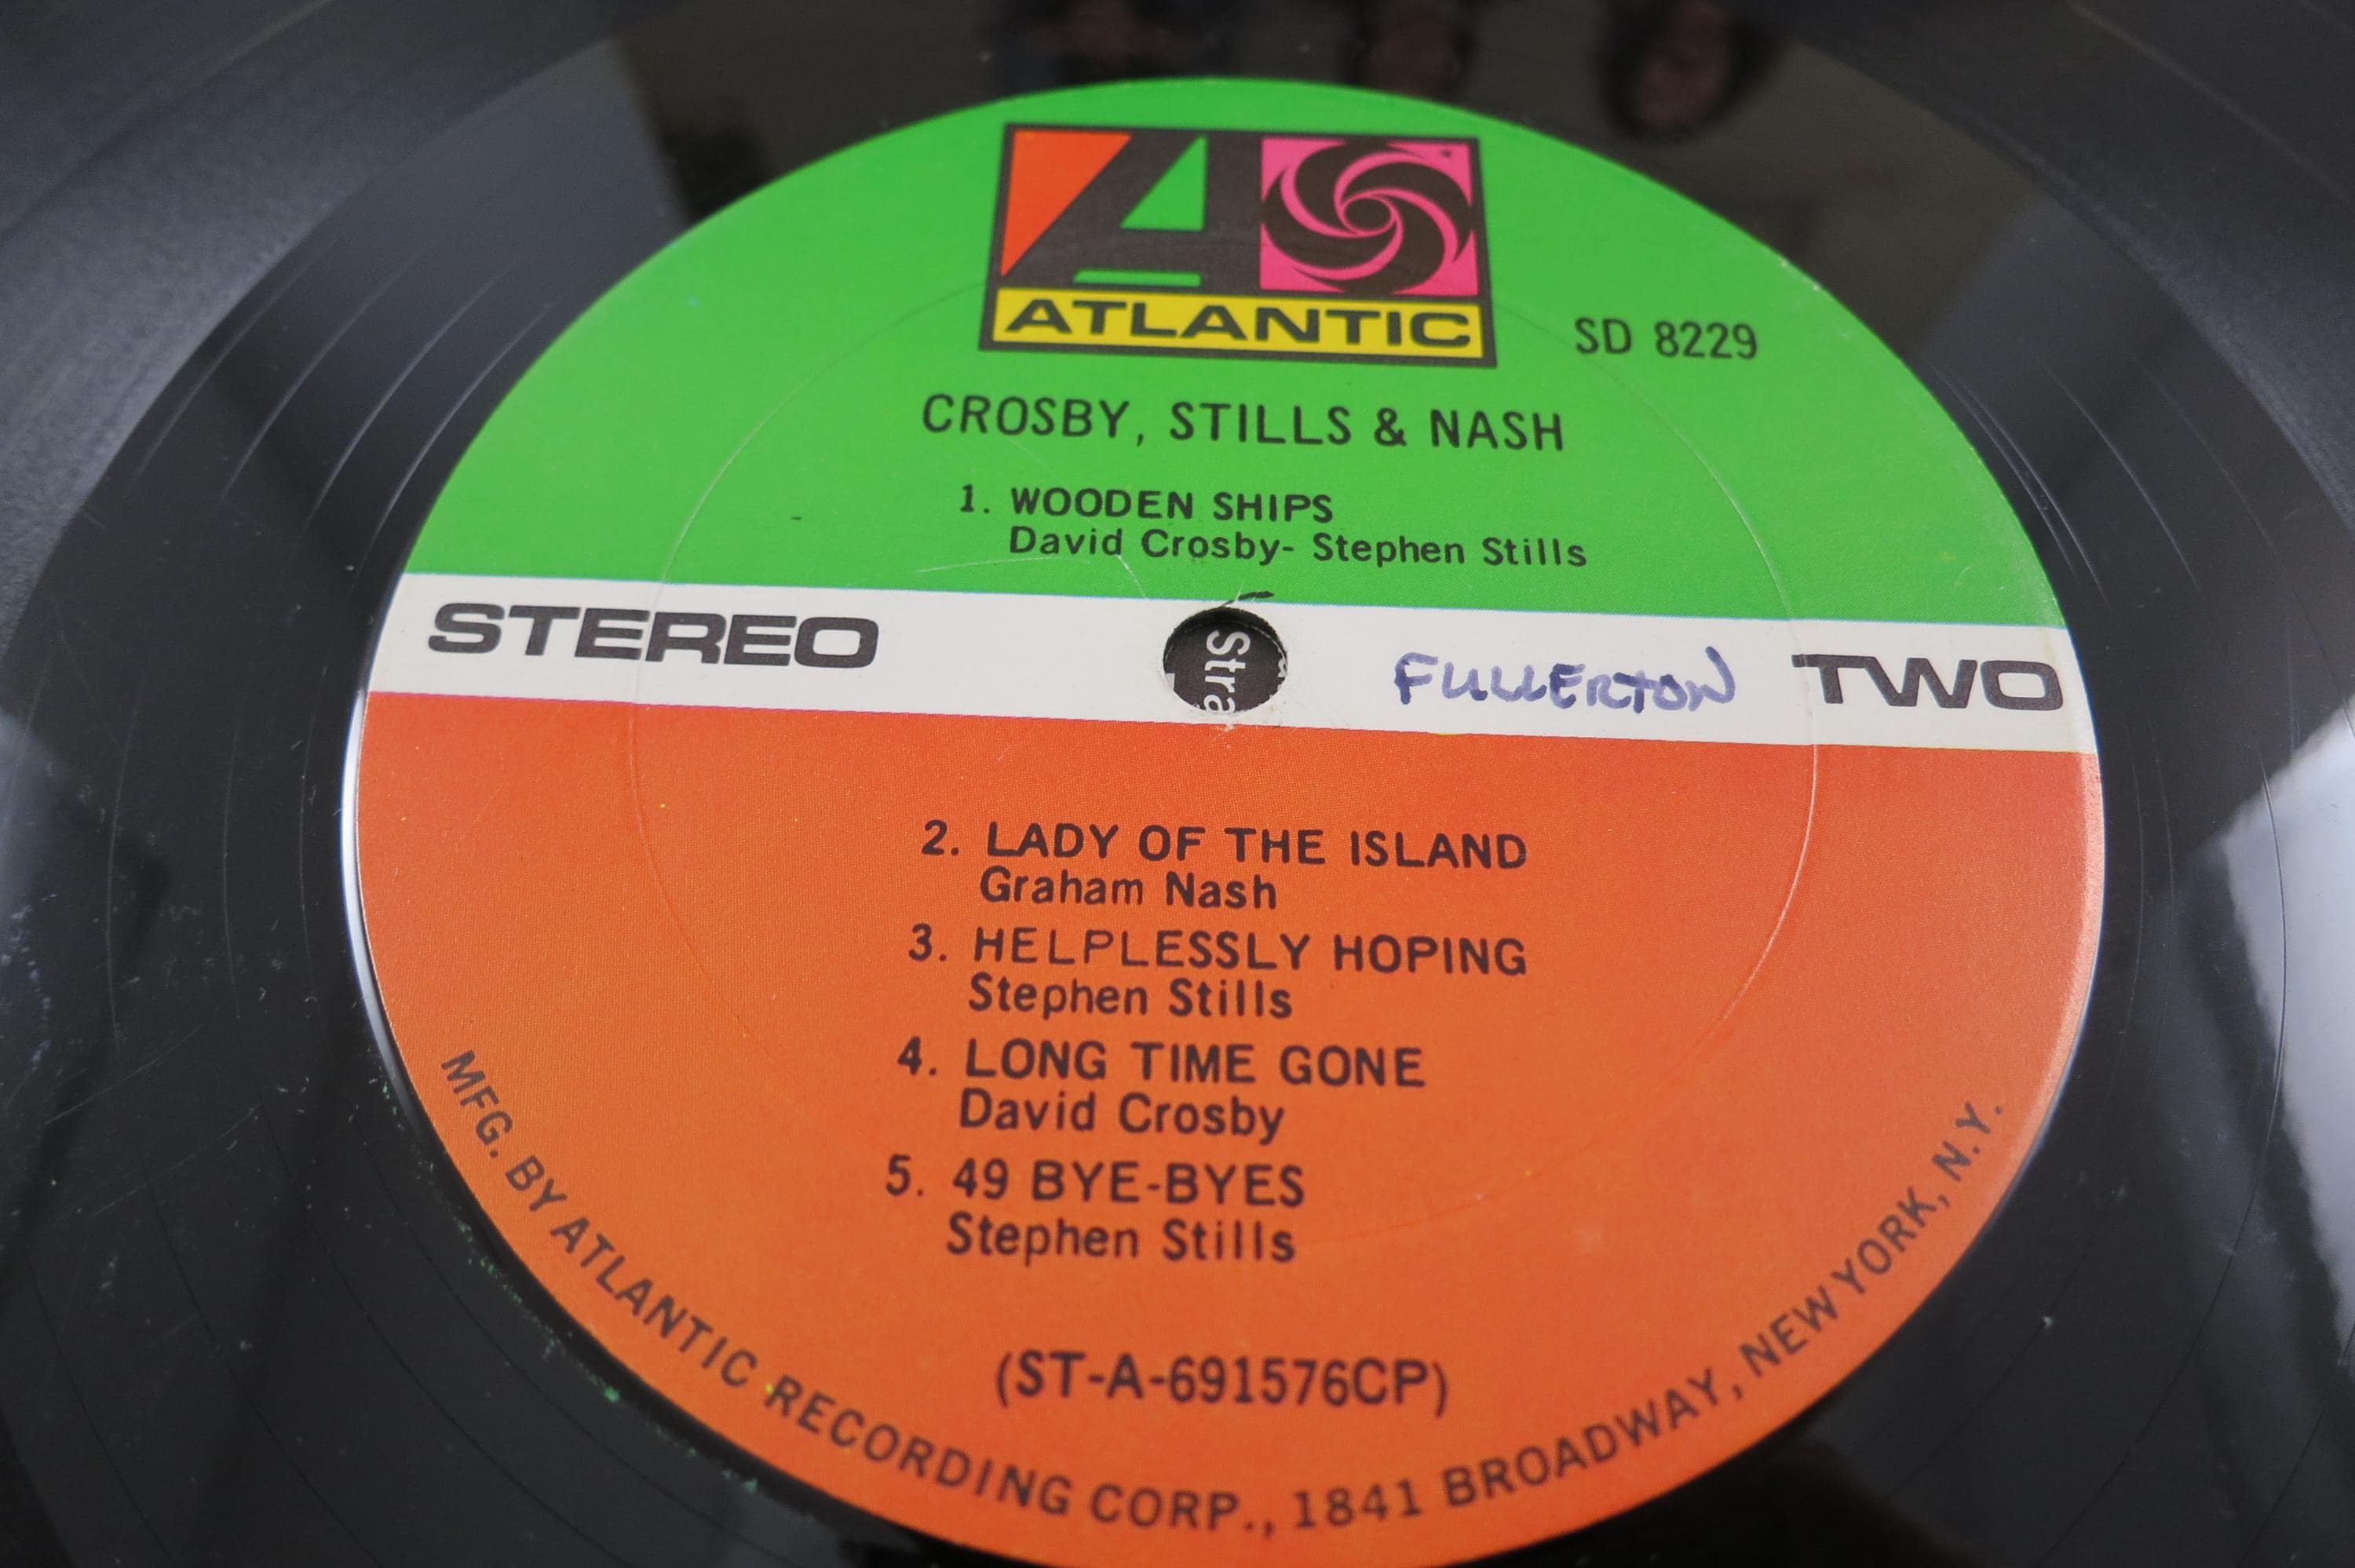 ATLANTIC
SD 8229
CROSBY, STILLS & NASH
1. WOODEN SHIPS
David Crosby- Stephen Stills
STEREO
Stra
FULLERTON
TWO
2. LADY OF THE ISLAND
Graham Nash
3. HELPLESSLY HOPING
Stephen Stills
4. LONG TIME GONE
David Crosby
5. 49 BYE-BYES
Stephen Stills
(ST-A-691576CP)
MFG. BY ATLANTIC RECORDING CORP., 1841 BROADWAY, NEW YORK, N.Y.